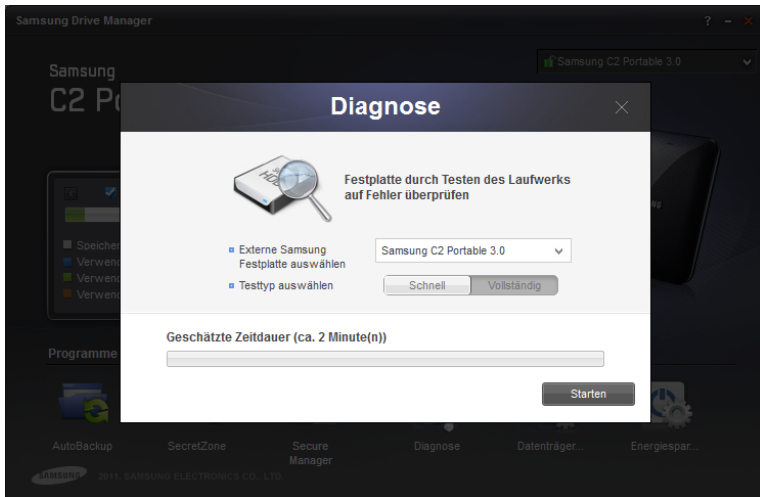 Samsung Drive Manager
? – ×
Samsung
C2 Po
Samsung C2 Portable 3.0
Diagnose
HDD
Festplatte durch Testen des Laufwerks
auf Fehler überprüfen
Externe Samsung
Festplatte auswählen
Samsung C2 Portable 3.0
Testtyp auswählen
Schnell
Vollständig
Speicher
Verwend
Verwend
Verwend
Geschätzte Zeitdauer (ca. 2 Minute(n))
Starten
Programme
AutoBackup
SecretZone
Secure
Manager
Diagnose
Datenträger...
Energiespar...
SAMSUNG
2011. SAMSUNG ELECTRONICS CO., LTD.